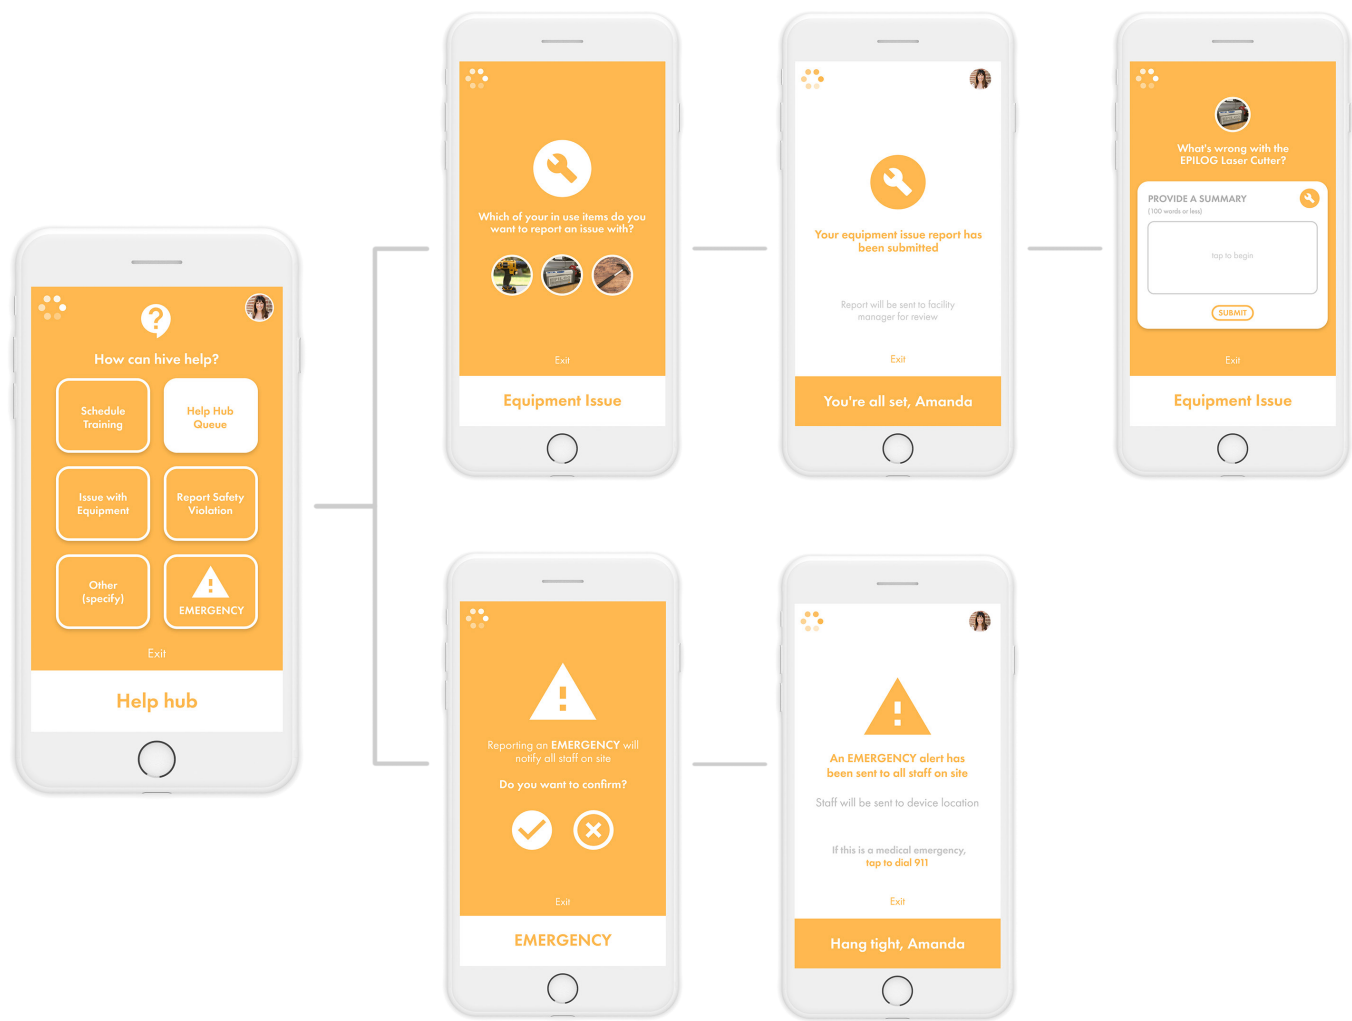 How can hive help?
Schedule
Training
Help Hub
Queue
Issue with
Equipment
Report Safety
Violation
Other
(specify)
EMERGENCY
Exit
Help hub
Which of your in use items do you
want to report an issue with?
Exit
Equipment Issue
Your equipment issue report has
been submitted
Report will be sent to facility
manager for review
Exit
You're all set, Amanda
What's wrong with the
EPILOG Laser Cutter?
PROVIDE A SUMMARY
(100 words or less)
tap to begin
SUBMIT
Exit
Equipment Issue
Reporting an EMERGENCY will
notify all staff on site
Do you want to confirm?
Exit
EMERGENCY
An EMERGENCY alert has
been sent to all staff on site
Staff will be sent to device location
If this is a medical emergency,
tap to dial 911
Exit
Hang tight, Amanda